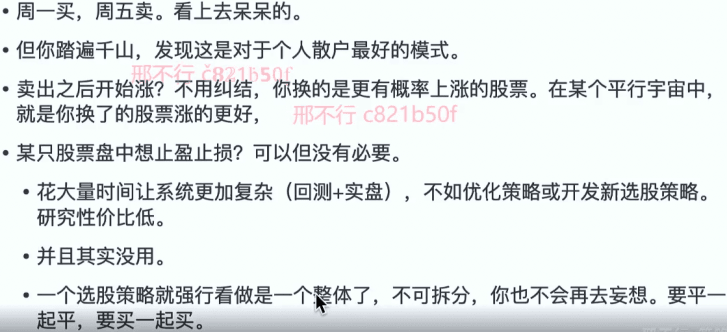 • 周一买，周五卖。看上去呆呆的。
• 但你踏遍千山，发现这是对于个人散户最好的模式。
邢不行 c821b50f
• 卖出之后开始涨？不用纠结，你换的是更有概率上涨的股票。在某个平行宇宙中，
就是你换了的股票涨的更好，
邢不行 c821b50f
• 某只股票盘中想止盈止损？可以但没有必要。
• 花大量时间让系统更加复杂（回测+实盘），不如优化策略或开发新选股策略。
研究性价比低。
• 并且其实没用。
• 一个选股策略就强行看做是一个整体了，不可拆分，你也不会再去妄想。要平一
起平，要买一起买。